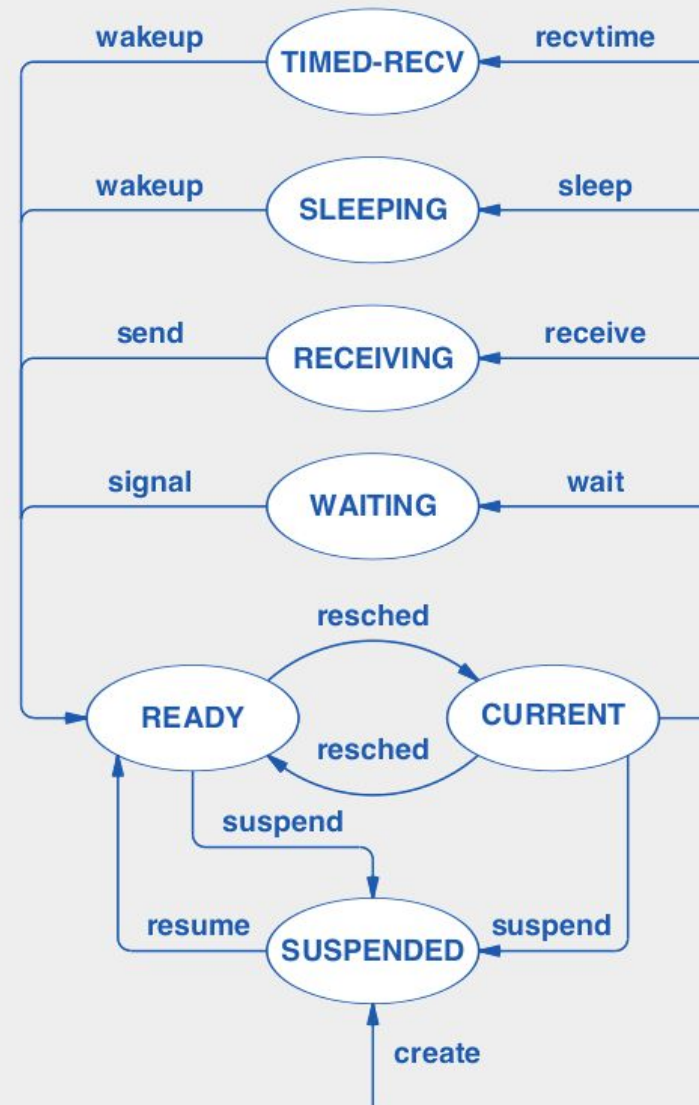 wakeup
TIMED-RECV
recvtime
wakeup
SLEEPING
sleep
send
RECEIVING
receive
signal
WAITING
wait
resched
READY
CURRENT
resched
suspend
resume
SUSPENDED
suspend
create